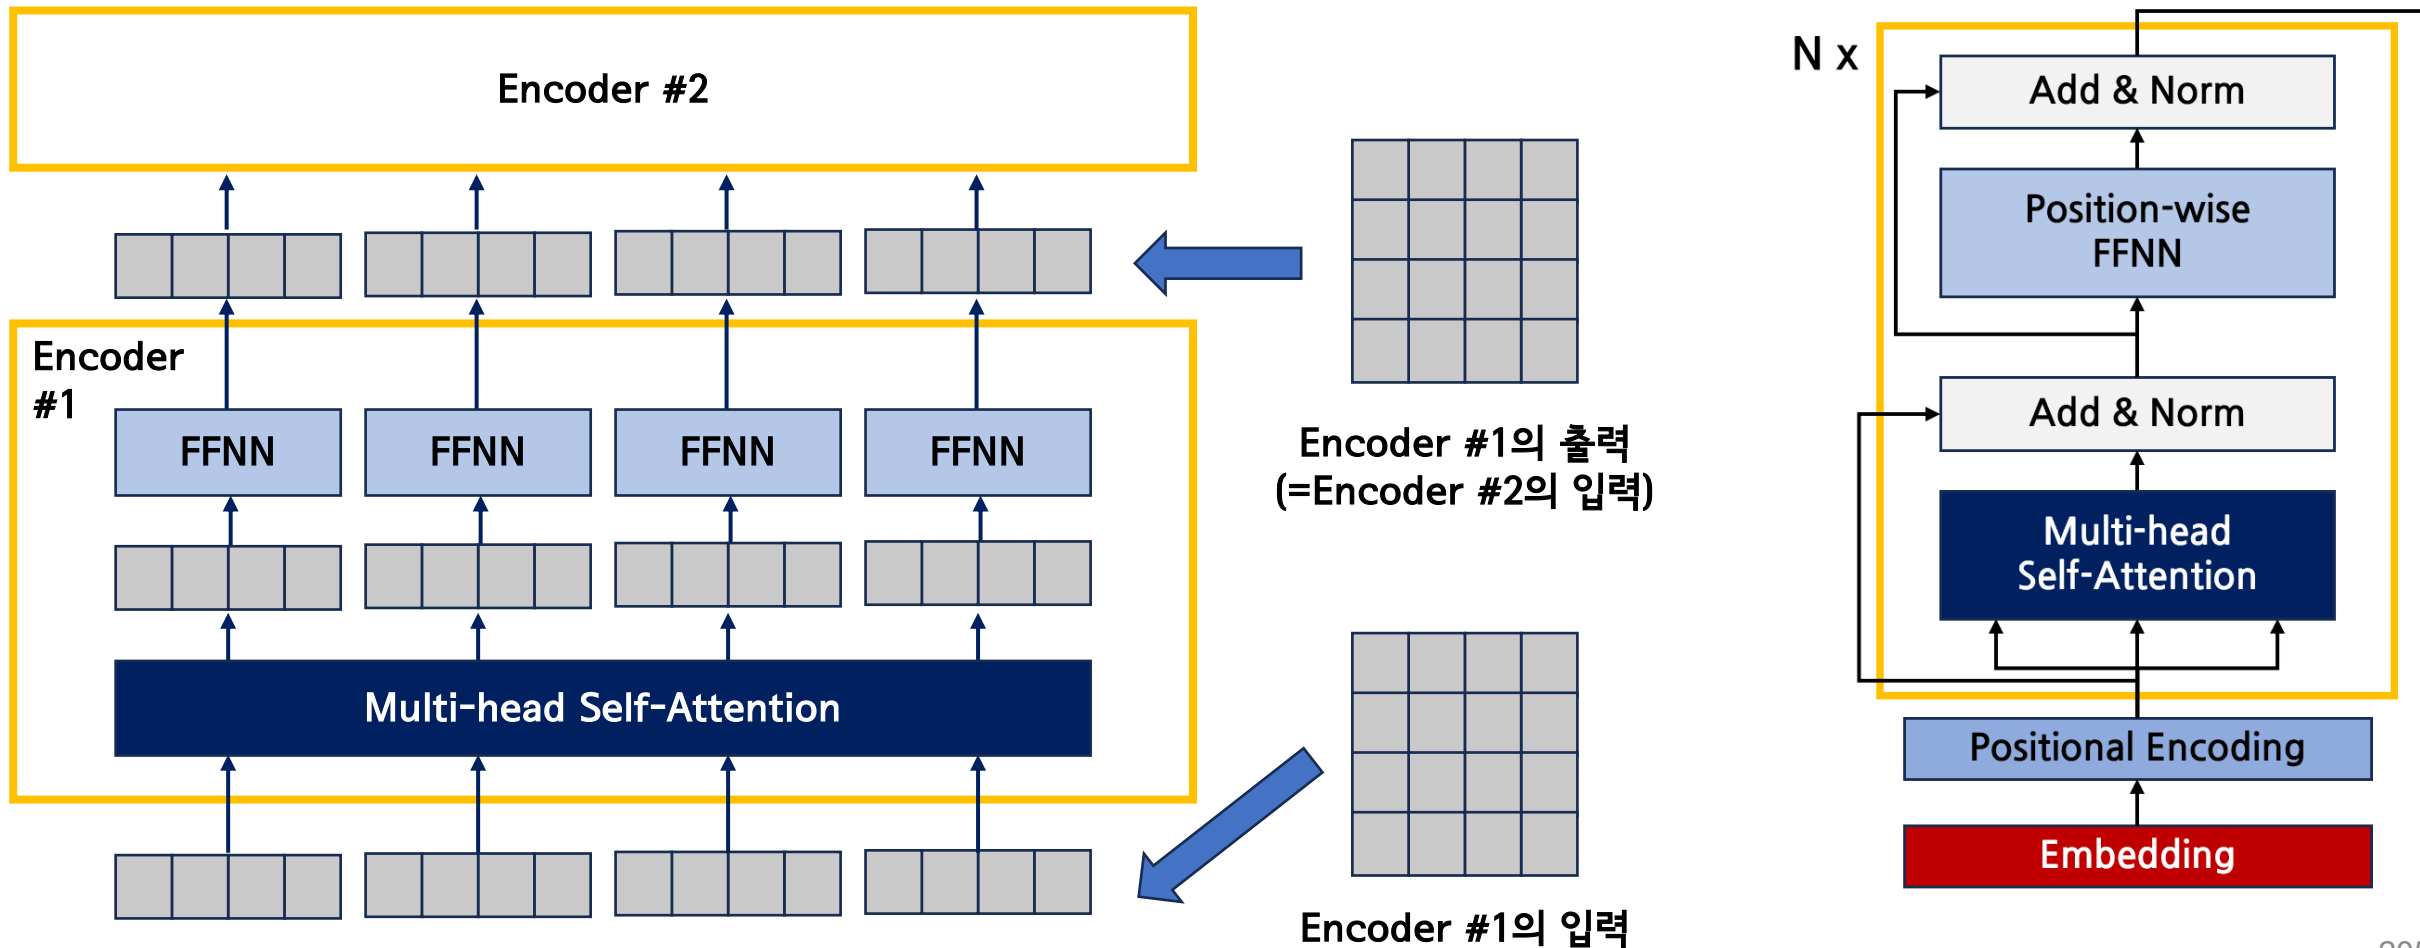 Encoder #2
Encoder
#1
FFNN
FFNN
FFNN
FFNN
Multi-head Self-Attention
Encoder #1의 출력
(=Encoder #2의 입력)
Encoder #1의 입력
N x
Add & Norm
Position-wise
FFNN
Add & Norm
Multi-head
Self-Attention
Positional Encoding
Embedding